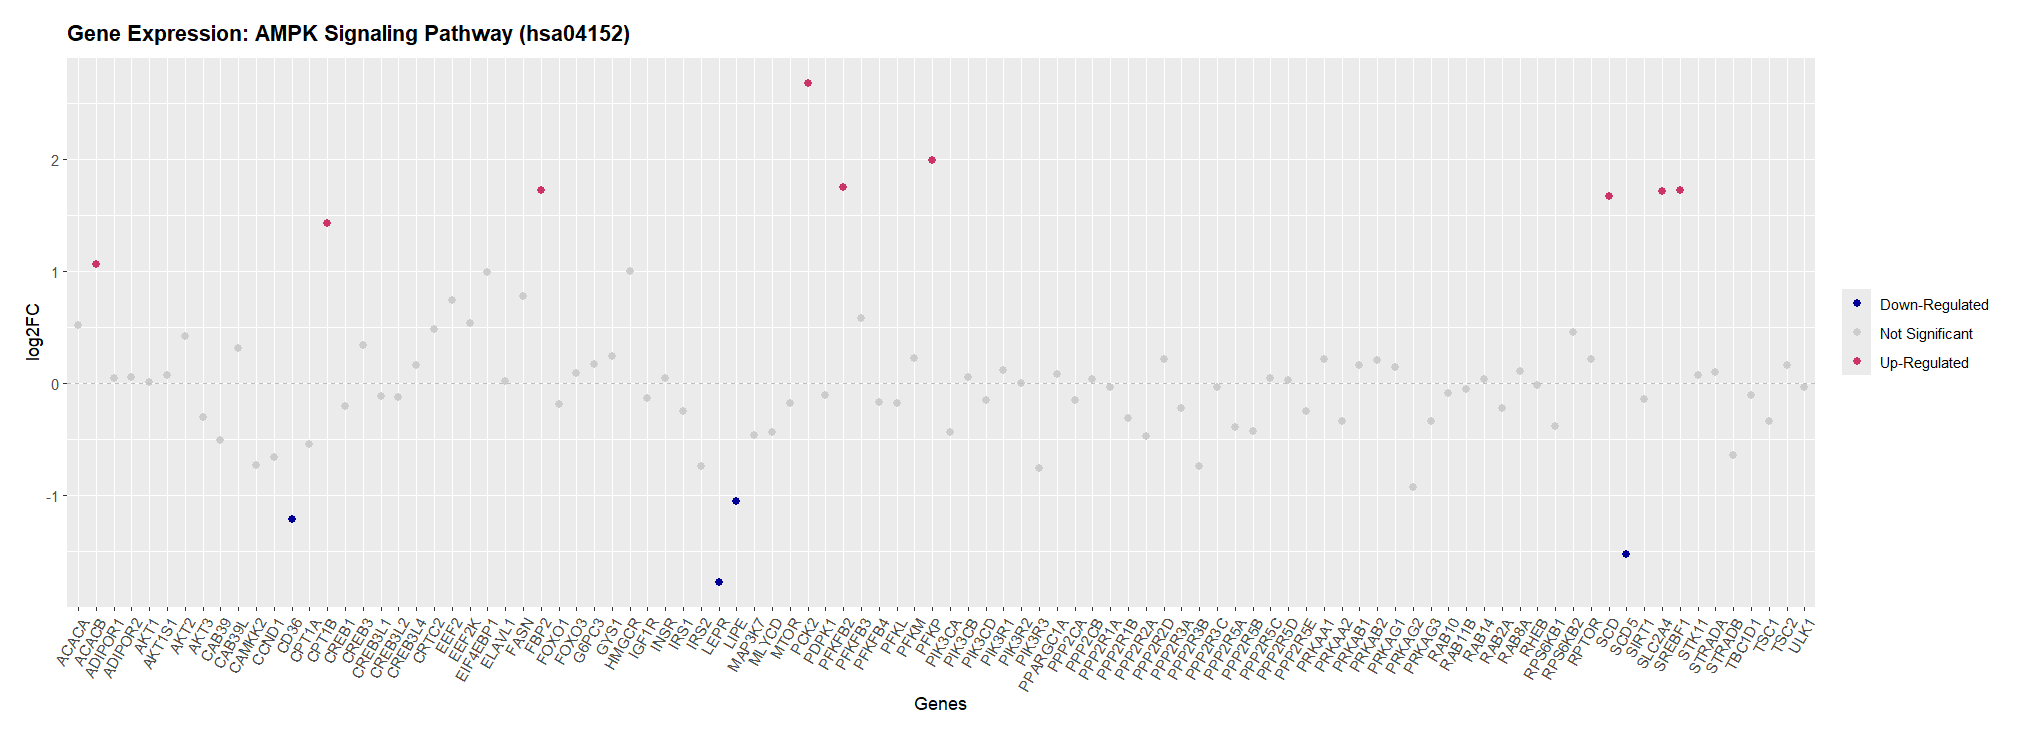 Gene Expression: AMPK Signaling Pathway (hsa04152)
log2FC
2
1
0
-1
ACACA
ACACB
ADIPOR1
ADIPOR2
AKT1
AKT1S1
AKT2
AKT3
CAB39
CAB39L
CAMKK2
CCND1
CD36
CPT1A
CPT1B
CREB1
CREB3
CREB3L1
CREB3L2
CREB3L4
CRTC2
EEF2
EEF2K
EIF4EBP1
ELAVL1
FASN
FBP2
FOXO1
FOXO3
G6PC3
GYS1
HMGCR
IGF1R
INSR
IRS1
IRS2
LEPR
LIPE
MAP3K7
MLYCD
MTOR
PCK2
PDPK1
PFKFB2
PFKFB3
PFKFB4
PFKL
PFKM
PFKP
PIK3CA
PIK3CB
PIK3CD
PIK3R1
PIK3R2
PIK3R3
PPARGC1A
PPP2CA
PPP2CB
PPP2R1A
PPP2R1B
PPP2R2A
PPP2R2D
PPP2R3A
PPP2R3B
PPP2R3C
PPP2R5A
PPP2R5B
PPP2R5C
PPP2R5D
PPP2R5E
PRKAA1
PRKAA2
PRKAB1
PRKAB2
PRKAG1
PRKAG2
PRKAG3
RAB10
RAB11B
RAB14
RAB2A
RAB8A
RHEB
RPS6KB1
RPS6KB2
RPTOR
SCD
SCD5
SIRT1
SLC2A4
SREBF1
STK11
STRADA
STRADB
TBC1D1
TSC1
TSC2
ULK1
Genes
Down-Regulated
Not Significant
Up-Regulated